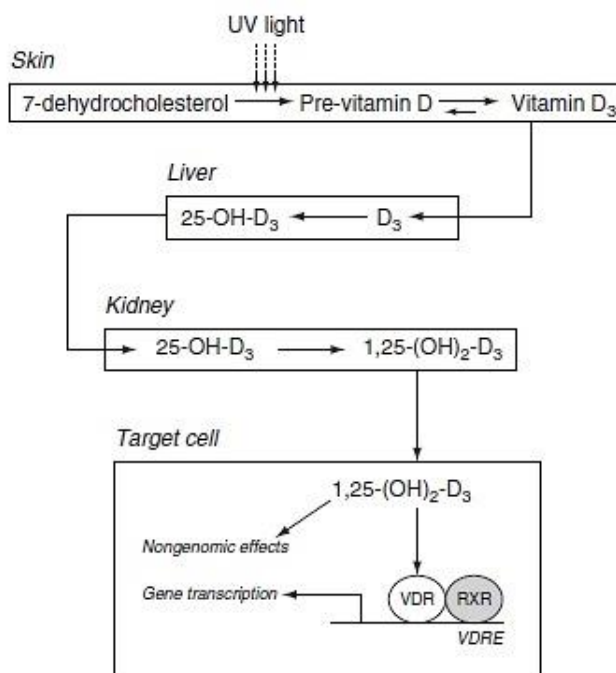 UV light
Skin
7-dehydrocholesterol Pre-vitamin D Vitamin D₃
Liver
25-OH-D₃ D₃
Kidney
25-OH-D₃ 1,25-(OH)₂-D₃
Target cell
1,25-(OH)₂-D₃
Nongenomic effects
Gene transcription VDR RXR
VDRE